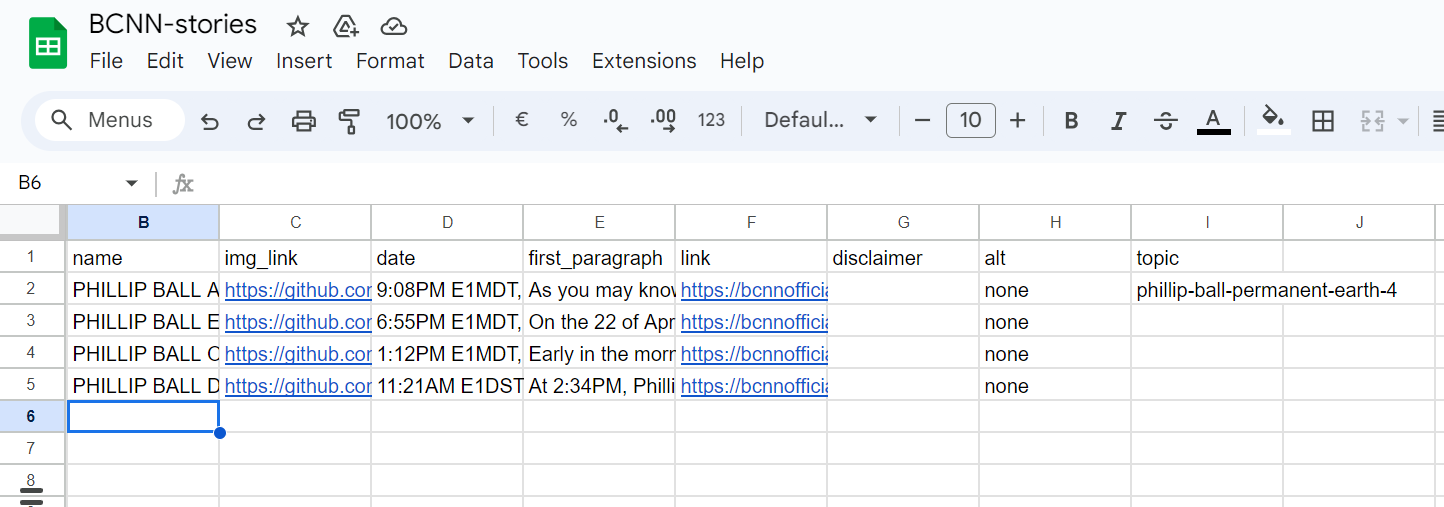 BCNN-stories
File Edit View Insert Format Data Tools Extensions Help
Menus 100% € % .0 .00 123 Defaul... 10 B I S A
B6 fx
B C D E F G H I J
1 name img_link date first_paragraph link disclaimer alt topic
2 PHILLIP BALL A https://github.com 9:08PM E1MDT, As you may know https://bcnnofficia none phillip-ball-permanent-earth-4
3 PHILLIP BALL E https://github.com 6:55PM E1MDT, On the 22 of Apr https://bcnnofficia none
4 PHILLIP BALL C https://github.com 1:12PM E1MDT, Early in the morn https://bcnnofficia none
5 PHILLIP BALL D https://github.com 11:21AM E1DST At 2:34PM, Philli https://bcnnofficia none
6
7
8